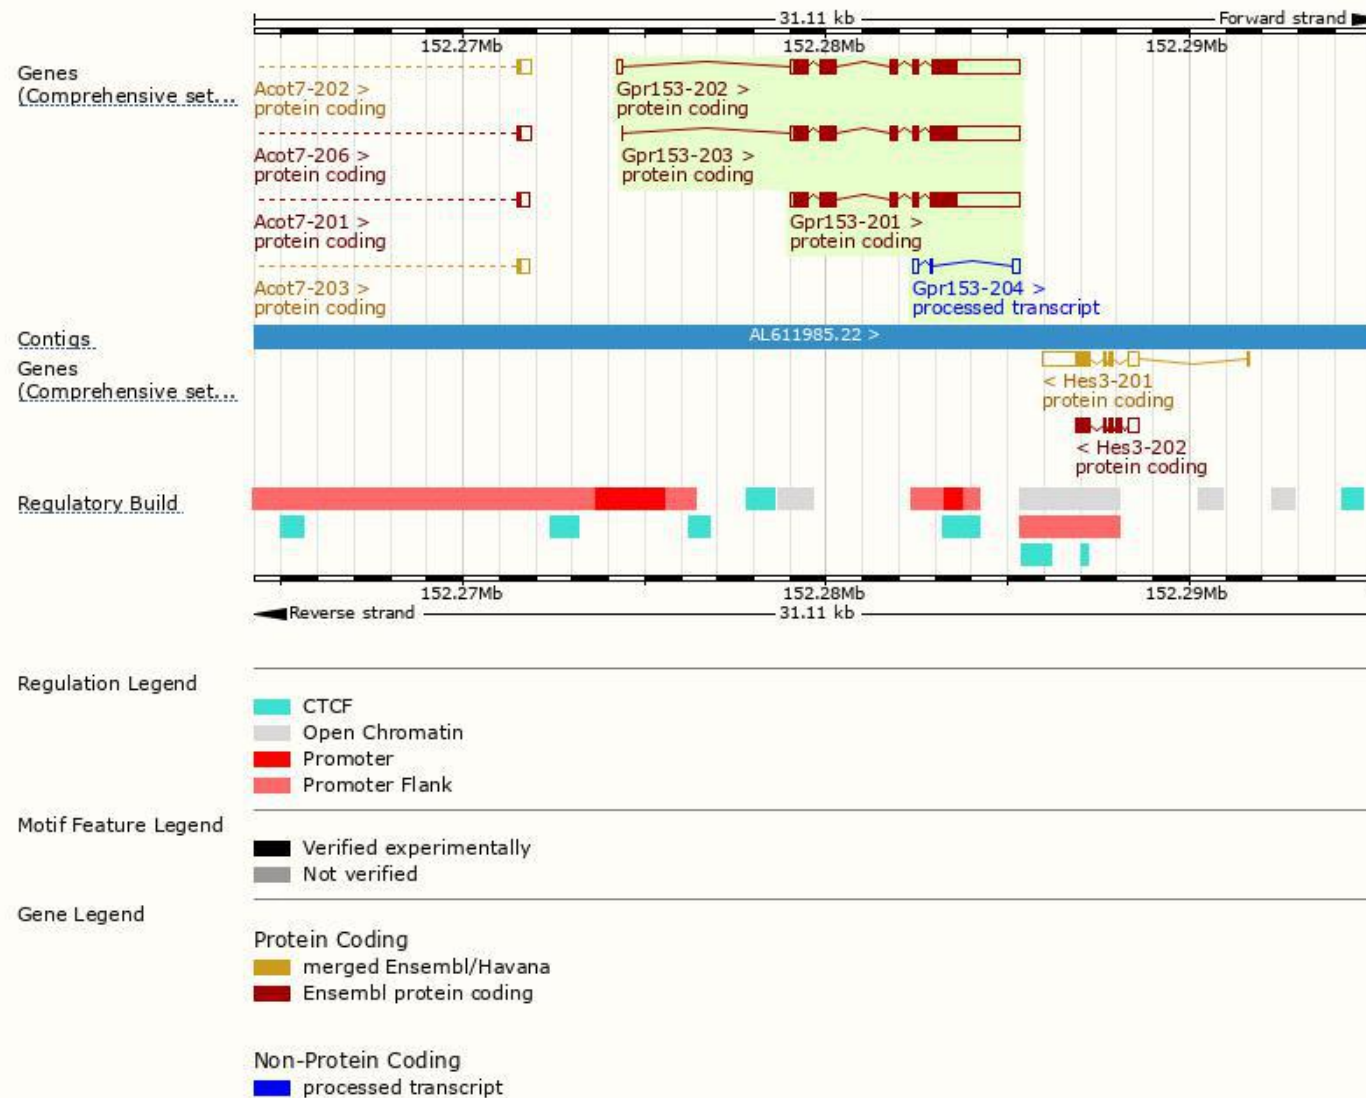 31.11 kb
Forward strand
152.27Mb 152.28Mb 152.29Mb
Genes
(Comprehensive set...
Acot7-202 >
protein coding
Gpr153-202 >
protein coding
Acot7-206 >
protein coding
Gpr153-203 >
protein coding
Acot7-201 >
protein coding
Gpr153-201 >
protein coding
Acot7-203 >
protein coding
Gpr153-204 >
processed transcript
Contigs
AL611985.22 >
Genes
(Comprehensive set...
< Hes3-201
protein coding
< Hes3-202
protein coding
Regulatory Build
152.27Mb 152.28Mb 152.29Mb
Reverse strand
31.11 kb
Regulation Legend
CTCF
Open Chromatin
Promoter
Promoter Flank
Motif Feature Legend
Verified experimentally
Not verified
Gene Legend
Protein Coding
merged Ensembl/Havana
Ensembl protein coding
Non-Protein Coding
processed transcript